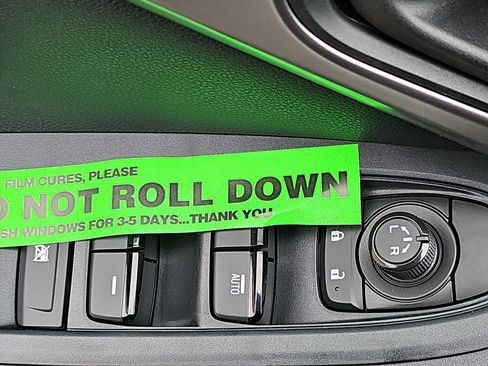 FILM CURES, PLEASE
NOT ROLL DOWN
WINDOWS FOR 3-5 DAYS...THANK YOU
AUTO
L R